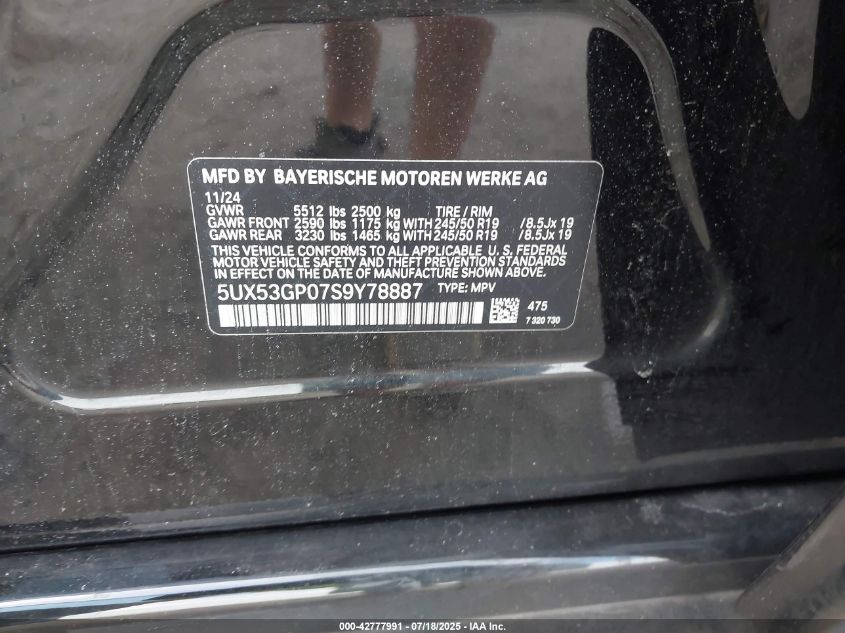 MFD BY BAYERISCHE MOTOREN WERKE AG
11/24
GVWR 5512 lbs 2500 kg TIRE / RIM
GAWR FRONT 2590 lbs 1175 kg WITH 245/50 R19 /8.5Jx 19
GAWR REAR 3230 lbs 1465 kg WITH 245/50 R19 /8.5Jx 19
THIS VEHICLE CONFORMS TO ALL APPLICABLE U. S. FEDERAL
MOTOR VEHICLE SAFETY AND THEFT PREVENTION STANDARDS
IN EFFECT ON THE DATE OF MANUFACTURE SHOWN ABOVE.
5UX53GP07S9Y78887 TYPE: MPV
475
7 320 730
000-42777991 / 07/18/2025 - IAA Inc.